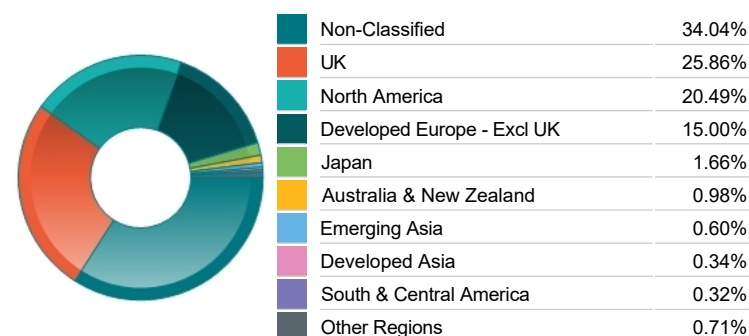 Non-Classified 34.04%
UK 25.86%
North America 20.49%
Developed Europe - Excl UK 15.00%
Japan 1.66%
Australia & New Zealand 0.98%
Emerging Asia 0.60%
Developed Asia 0.34%
South & Central America 0.32%
Other Regions 0.71%